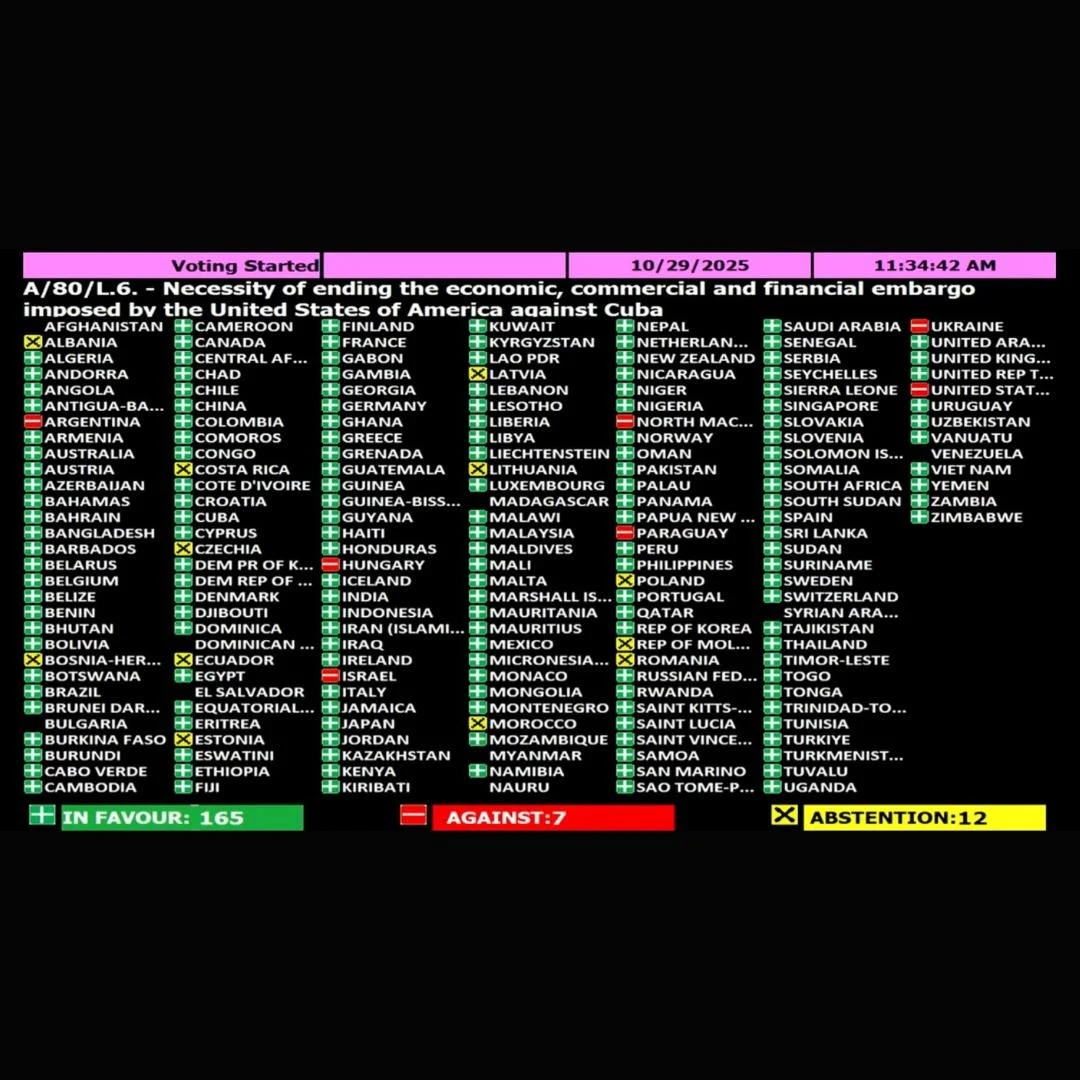 Voting Started 10/29/2025 11:34:42 AM
A/80/L.6. - Necessity of ending the economic, commercial and financial embargo
imposed by the United States of America against Cuba
AFGHANISTAN
ALBANIA
ALGERIA
ANDORRA
ANGOLA
ANTIGUA-BA...
ARGENTINA
ARMENIA
AUSTRALIA
AUSTRIA
AZERBAIJAN
BAHAMAS
BAHRAIN
BANGLADESH
BARBADOS
BELARUS
BELGIUM
BELIZE
BENIN
BHUTAN
BOLIVIA
BOSNIA-HER...
BOTSWANA
BRAZIL
BRUNEI DAR...
BULGARIA
BURKINA FASO
BURUNDI
CABO VERDE
CAMBODIA
CAMEROON
CANADA
CENTRAL AF...
CHAD
CHILE
CHINA
COLOMBIA
COMOROS
CONGO
COSTA RICA
COTE D'IVOIRE
CROATIA
CUBA
CYPRUS
CZECHIA
DEM PR OF K...
DEM REP OF ...
DENMARK
DJIBOUTI
DOMINICA
DOMINICAN ...
ECUADOR
EGYPT
EL SALVADOR
EQUATORIAL...
ERITREA
ESTONIA
ESWATINI
ETHIOPIA
FIJI
FINLAND
FRANCE
GABON
GAMBIA
GEORGIA
GERMANY
GHANA
GREECE
GRENADA
GUATEMALA
GUINEA
GUINEA-BISS...
GUYANA
HAITI
HONDURAS
HUNGARY
ICELAND
INDIA
INDONESIA
IRAN (ISLAMI...
IRAQ
IRELAND
ISRAEL
ITALY
JAMAICA
JAPAN
JORDAN
KAZAKHSTAN
KENYA
KIRIBATI
KUWAIT
KYRGYZSTAN
LAO PDR
LATVIA
LEBANON
LESOTHO
LIBERIA
LIBYA
LIECHTENSTEIN
LITHUANIA
LUXEMBOURG
MADAGASCAR
MALAWI
MALAYSIA
MALDIVES
MALI
MALTA
MARSHALL IS...
MAURITANIA
MAURITIUS
MEXICO
MICRONESIA...
MONACO
MONGOLIA
MONTENEGRO
MOROCCO
MOZAMBIQUE
MYANMAR
NAMIBIA
NAURU
NEPAL
NETHERLAN...
NEW ZEALAND
NICARAGUA
NIGER
NIGERIA
NORTH MAC...
NORWAY
OMAN
PAKISTAN
PALAU
PANAMA
PAPUA NEW ...
PARAGUAY
PERU
PHILIPPINES
POLAND
PORTUGAL
QATAR
REP OF KOREA
REP OF MOL...
ROMANIA
RUSSIAN FED...
RWANDA
SAINT KITTS-...
SAINT LUCIA
SAINT VINCE...
SAMOA
SAN MARINO
SAO TOME-P...
SAUDI ARABIA
SENEGAL
SERBIA
SEYCHELLES
SIERRA LEONE
SINGAPORE
SLOVAKIA
SLOVENIA
SOLOMON IS...
SOMALIA
SOUTH AFRICA
SOUTH SUDAN
SPAIN
SRI LANKA
SUDAN
SURINAME
SWEDEN
SWITZERLAND
SYRIAN ARA...
TAJIKISTAN
THAILAND
TIMOR-LESTE
TOGO
TONGA
TRINIDAD-TO...
TUNISIA
TURKIYE
TURKMENIST...
TUVALU
UGANDA
UKRAINE
UNITED ARA...
UNITED KING...
UNITED REP T...
UNITED STAT...
URUGUAY
UZBEKISTAN
VANUATU
VENEZUELA
VIET NAM
YEMEN
ZAMBIA
ZIMBABWE
IN FAVOUR: 165 AGAINST:7 ABSTENTION:12